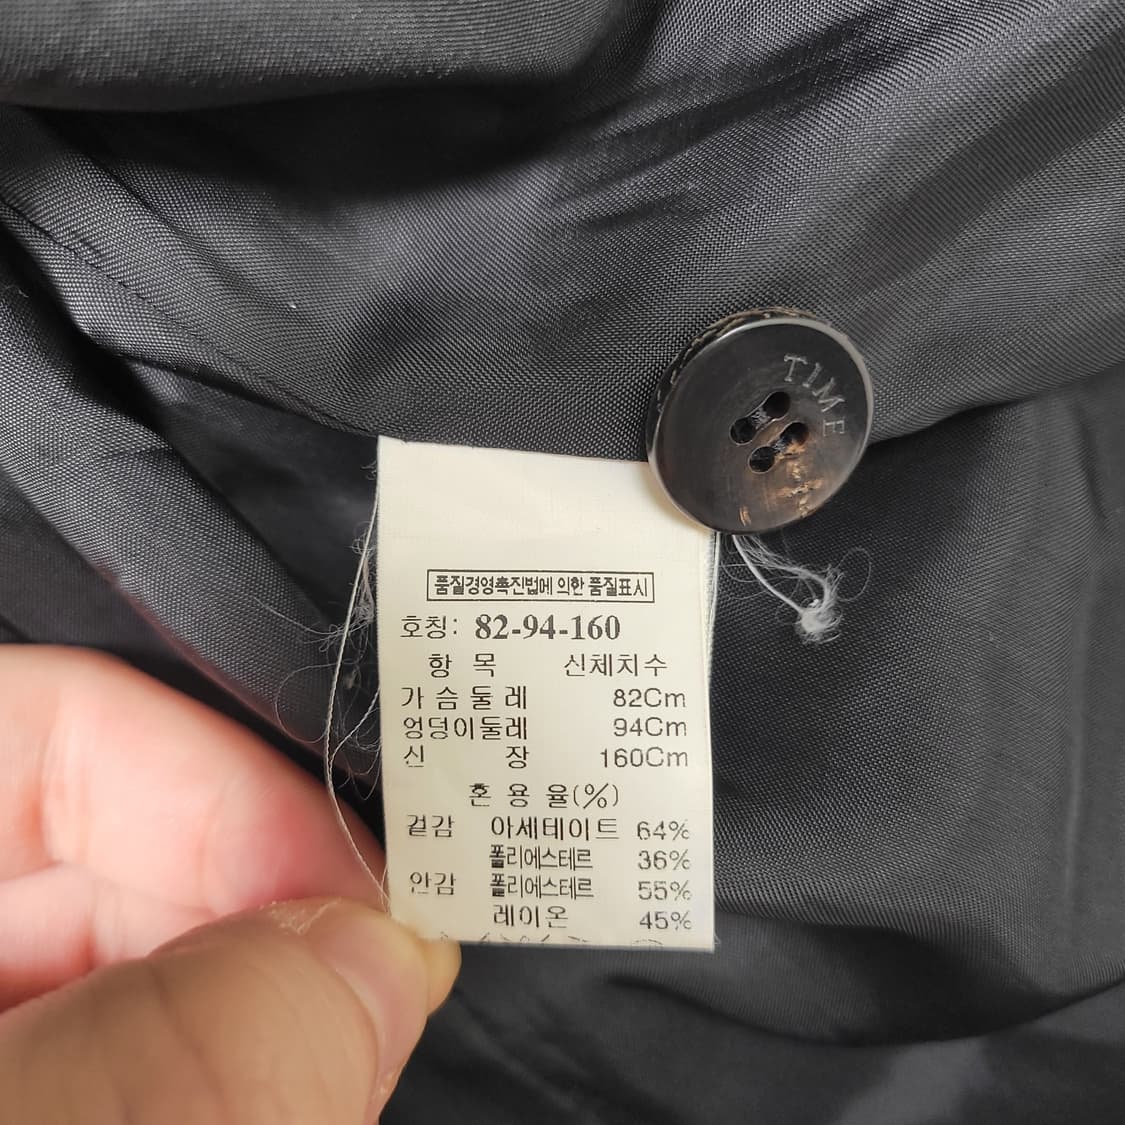 TIME
품질경영촉진법에 의한 품질표시
호칭: 82-94-160
항 목 신체치수
가슴둘레 82Cm
엉덩이둘레 94Cm
신 장 160Cm
혼 용 율(%)
겉감 아세테이트 64%
폴리에스테르 36%
안감 폴리에스테르 55%
레이온 45%